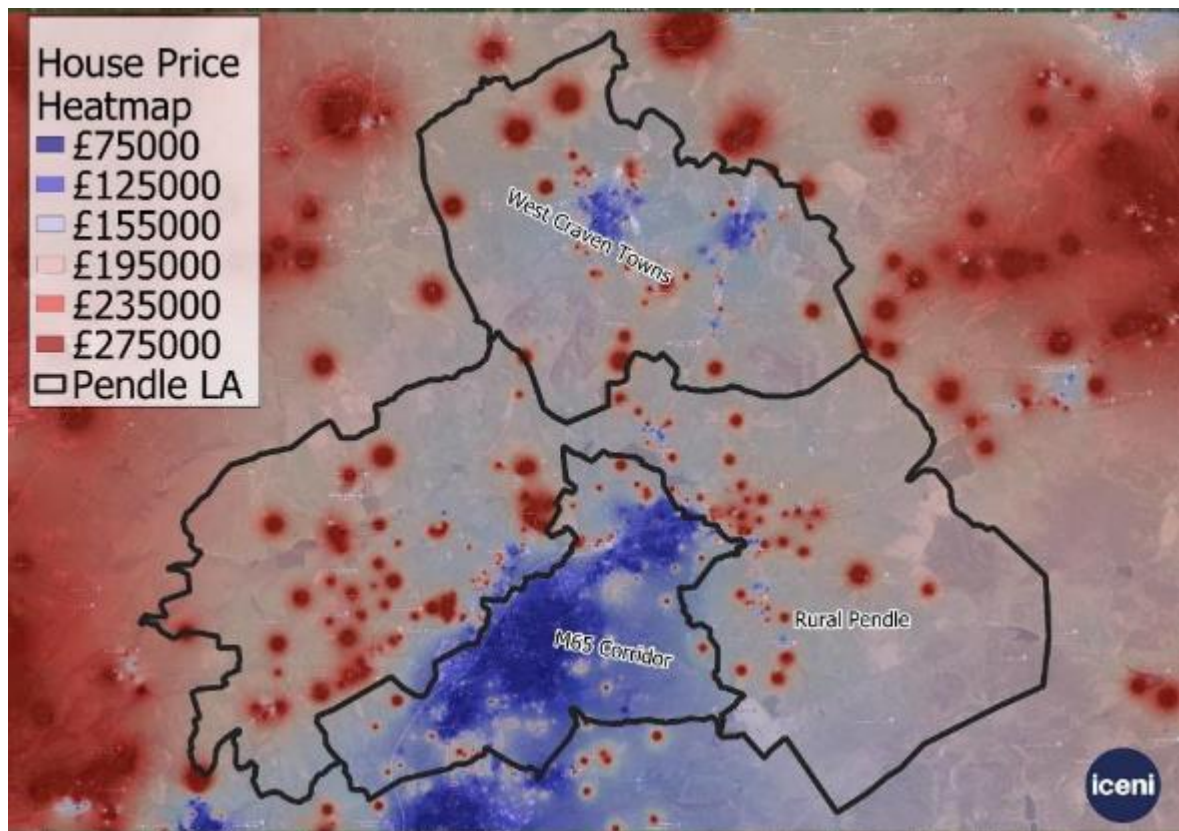 House Price
Heatmap
£75000
£125000
£155000
£195000
£235000
£275000
Pendle LA
West Craven Towns
Rural Pendle
M65 Corridor
iceni